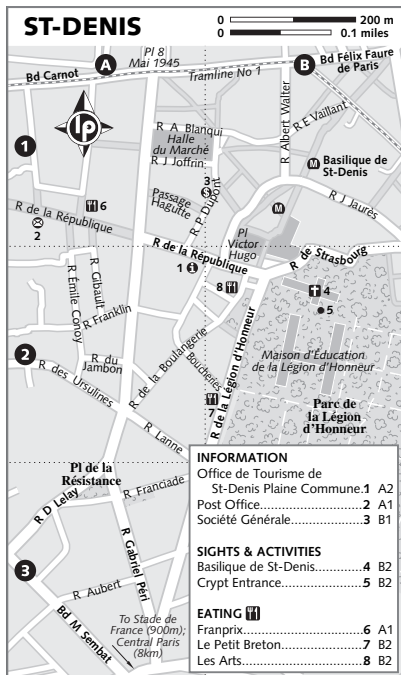 ST-DENIS
0 200 m
0 0.1 miles
Pl 8
Mai 1945
A
B
Bd Carnot
Tramline No 1
Bd Félix Faure
de Paris
lp
R A Blanqui
Halle
du Marché
R J Joffrin
R Albert Walter
R E Vaillant
1
M Basilique de
St-Denis
3
$
Passage
Haguette
R P Dupont
6
M
R J Jaurès
R de la République
2
Pl
Victor
Hugo
R de la République
R de Strasbourg
1 i
8
4
5
R Gibault
R Émile Conoy
R Franklin
R de la Boulangerie
Boucheries
R de la Légion d'Honneur
Maison d'Éducation
de la Légion d'Honneur
2
R du
Jambon
R des Ursulines
7
Parc de
la Légion
d'Honneur
R Lanne
Pl de la
Résistance
R D Lelay
R Franciade
R Gabriel Péri
3
R Aubert
Bd M Sembat
To Stade de
France (900m);
Central Paris
(8km)
INFORMATION
Office de Tourisme de
St-Denis Plaine Commune.1 A2
Post Office....................2 A1
Société Générale..............3 B1
SIGHTS & ACTIVITIES
Basilique de St-Denis.........4 B2
Crypt Entrance................5 B2
EATING
Franprix......................6 A1
Le Petit Breton...............7 B2
Les Arts......................8 B2